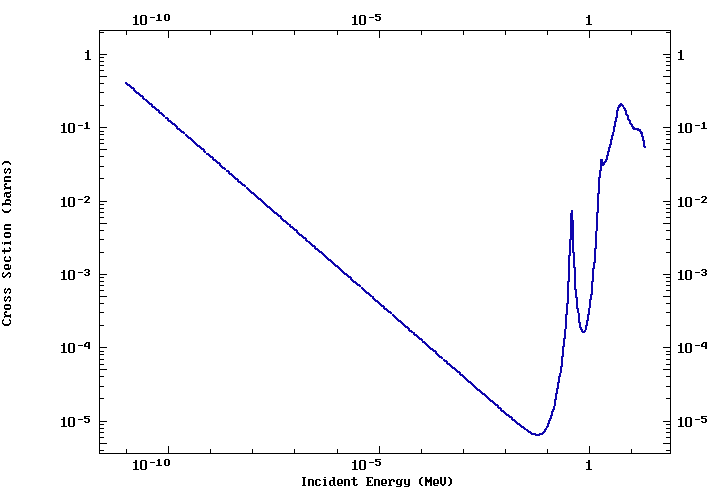 10⁻¹⁰ 10⁻⁵ 1
1 1
10⁻¹ 10⁻¹
10⁻² 10⁻²
Cross Section (barns)
10⁻³ 10⁻³
10⁻⁴ 10⁻⁴
10⁻⁵ 10⁻⁵
10⁻¹⁰ 10⁻⁵ 1
Incident Energy (MeV)